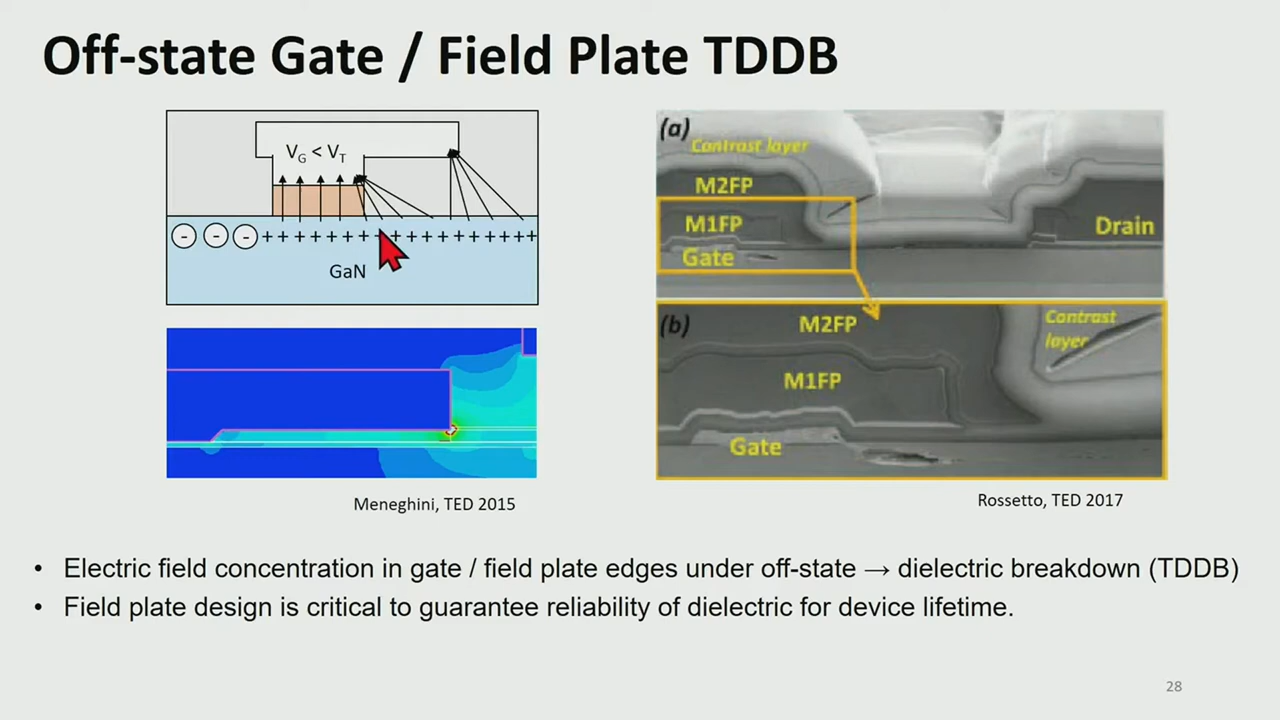 Off-state Gate / Field Plate TDDB
VG < VT
- - - + + + + + + + + + + + + + + + + + + + + +
GaN
Meneghini, TED 2015
(a)
Contrast layer
M2FP
M1FP
Gate
Drain
(b)
M2FP
Contrast
layer
M1FP
Gate
Rossetto, TED 2017
• Electric field concentration in gate / field plate edges under off-state → dielectric breakdown (TDDB)
• Field plate design is critical to guarantee reliability of dielectric for device lifetime.
28